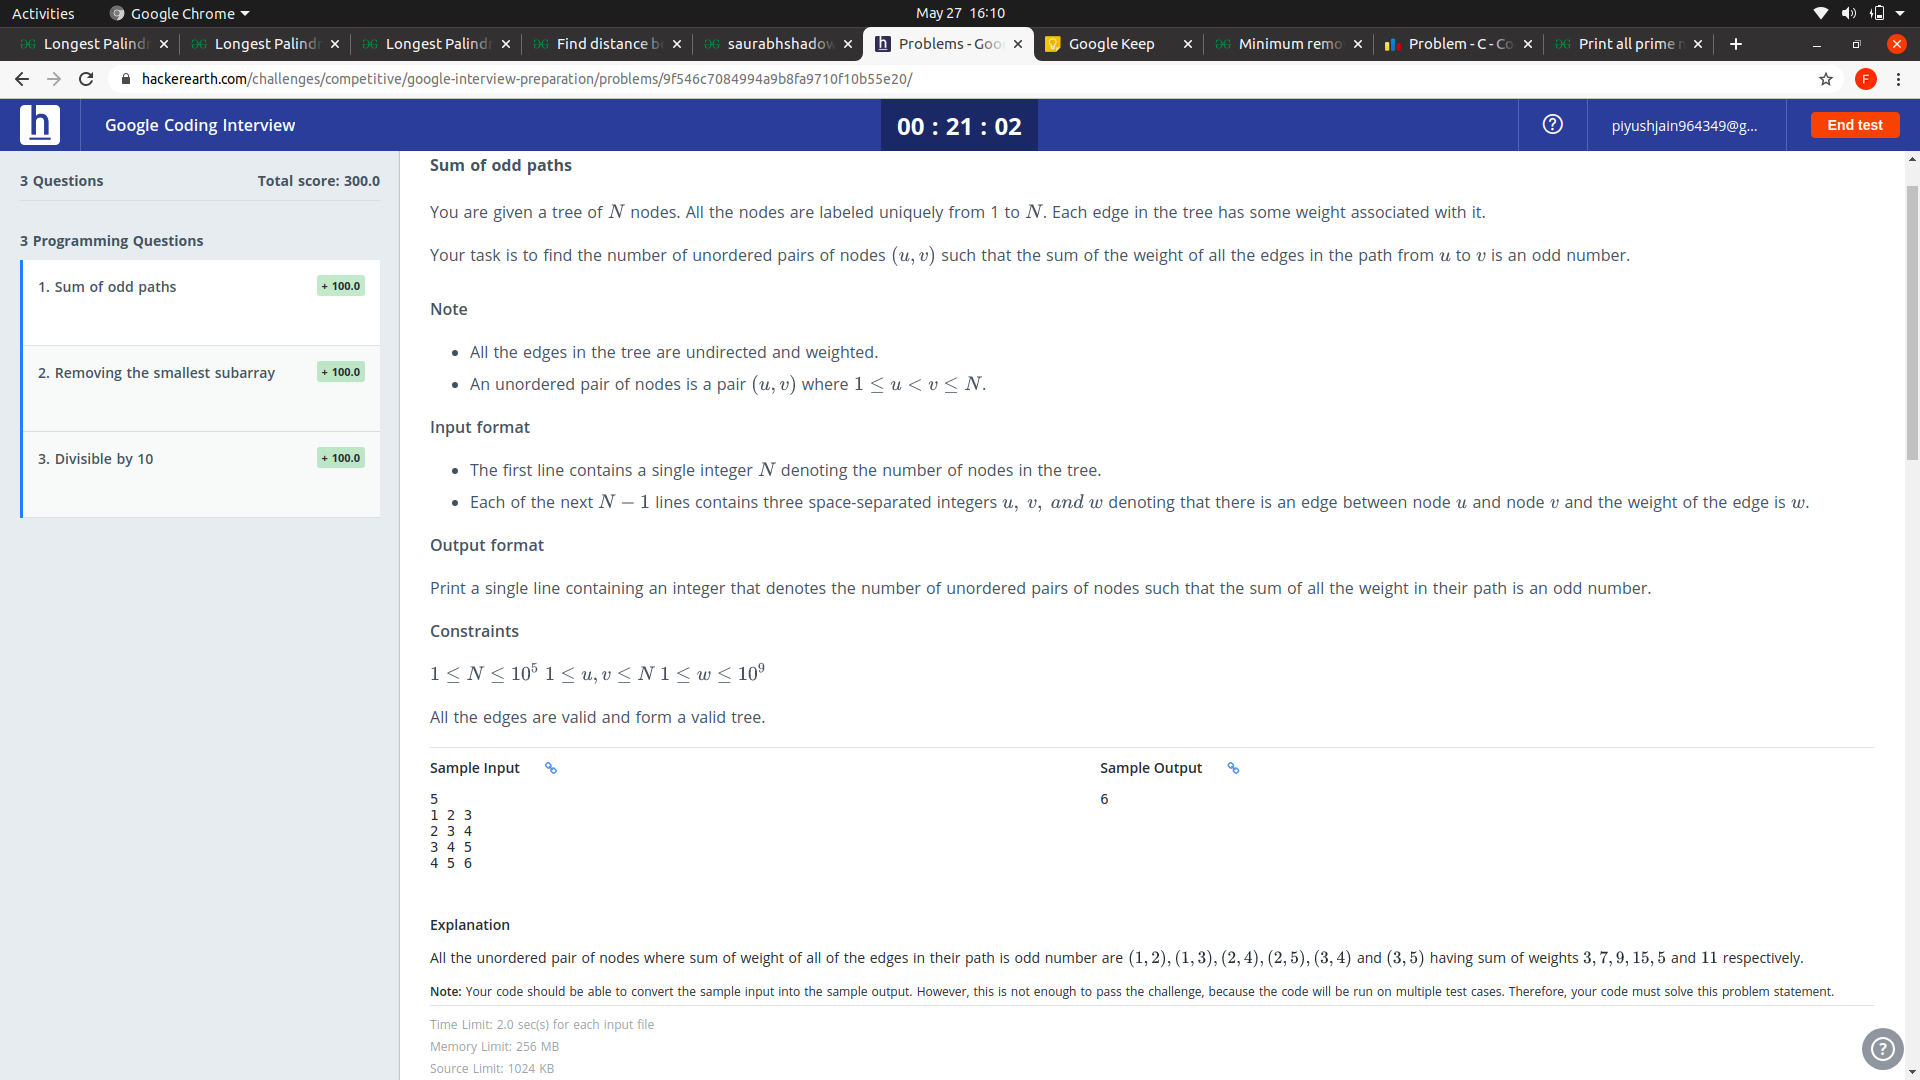 Activities Google Chrome May 27 16:10
Longest Palind Longest Palind Longest Palind Find distance b saurabhshadow Problems - Goo Google Keep Minimum remo Problem - C - Co Print all prime
hackerearth.com/challenges/competitive/google-interview-preparation/problems/9f546c7084994a9b8fa9710f10b55e20/ F
h Google Coding Interview 00 : 21 : 02 piyushjain964349@g... End test
3 Questions Total score: 300.0
3 Programming Questions
1. Sum of odd paths + 100.0
2. Removing the smallest subarray + 100.0
3. Divisible by 10 + 100.0
Sum of odd paths
You are given a tree of N nodes. All the nodes are labeled uniquely from 1 to N. Each edge in the tree has some weight associated with it.
Your task is to find the number of unordered pairs of nodes (u, v) such that the sum of the weight of all the edges in the path from u to v is an odd number.
Note
• All the edges in the tree are undirected and weighted.
• An unordered pair of nodes is a pair (u, v) where 1 ≤ u < v ≤ N.
Input format
• The first line contains a single integer N denoting the number of nodes in the tree.
• Each of the next N − 1 lines contains three space-separated integers u, v, and w denoting that there is an edge between node u and node v and the weight of the edge is w.
Output format
Print a single line containing an integer that denotes the number of unordered pairs of nodes such that the sum of all the weight in their path is an odd number.
Constraints
1 ≤ N ≤ 10⁵ 1 ≤ u, v ≤ N 1 ≤ w ≤ 10⁹
All the edges are valid and form a valid tree.
Sample Input Sample Output
5 6
1 2 3
2 3 4
3 4 5
4 5 6
Explanation
All the unordered pair of nodes where sum of weight of all of the edges in their path is odd number are (1, 2), (1, 3), (2, 4), (2, 5), (3, 4) and (3, 5) having sum of weights 3, 7, 9, 15, 5 and 11 respectively.
Note: Your code should be able to convert the sample input into the sample output. However, this is not enough to pass the challenge, because the code will be run on multiple test cases. Therefore, your code must solve this problem statement.
Time Limit: 2.0 sec(s) for each input file
Memory Limit: 256 MB
Source Limit: 1024 KB